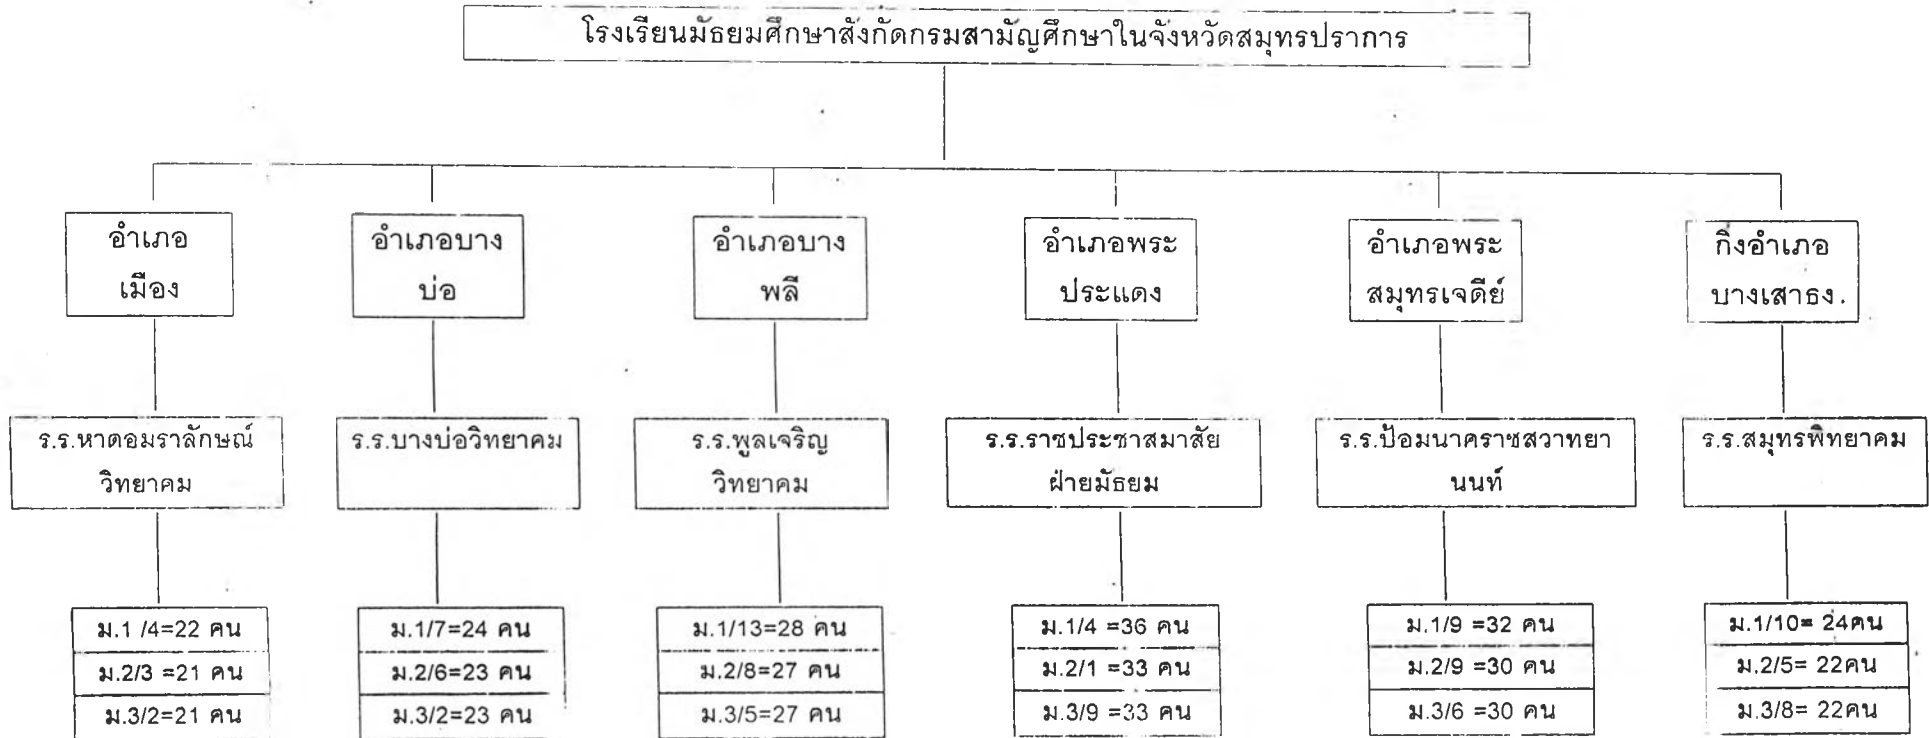 โรงเรียนมัธยมศึกษาสังกัดกรมสามัญศึกษาในจังหวัดสมุทรปราการ
อำเภอ
เมือง
อำเภอบาง
บ่อ
อำเภอบาง
พลี
อำเภอพระ
ประแดง
อำเภอพระ
สมุทรเจดีย์
กิ่งอำเภอ
บางเสาธง.
ร.ร.หาดอมราลักษณ์
วิทยาคม
ร.ร.บางบ่อวิทยาคม
ร.ร.พูลเจริญ
วิทยาคม
ร.ร.ราชประชาสมาสัย
ฝ่ายมัธยม
ร.ร.ป้อมนาคราชสวาทยา
นนท์
ร.ร.สมุทรพิทยาคม
ม.1 /4=22 คน
ม.2/3 =21 คน
ม.3/2=21 คน
ม.1/7=24 คน
ม.2/6=23 คน
ม.3/2=23 คน
ม.1/13=28 คน
ม.2/8=27 คน
ม.3/5=27 คน
ม.1/4 =36 คน
ม.2/1 =33 คน
ม.3/9 =33 คน
ม.1/9 =32 คน
ม.2/9 =30 คน
ม.3/6 =30 คน
ม.1/10= 24คน
ม.2/5= 22คน
ม.3/8= 22คน